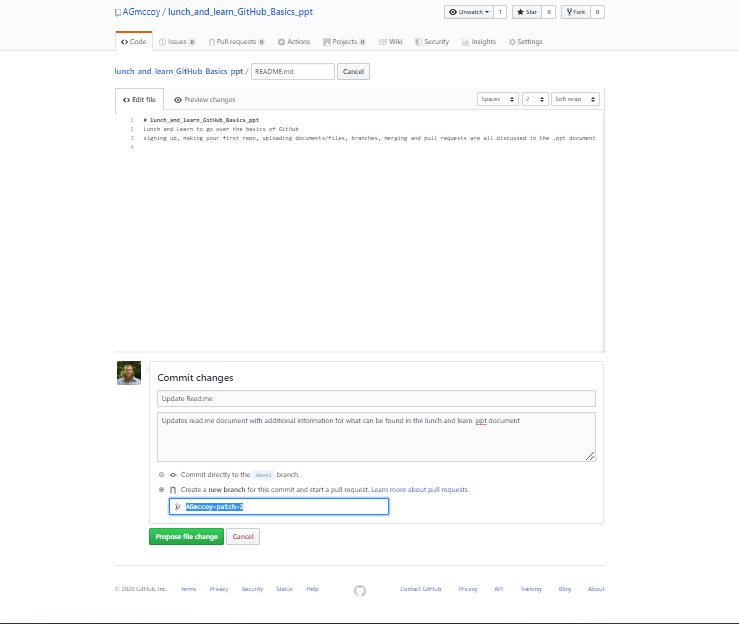 AGmccoy / lunch_and_learn_GitHub_Basics_ppt
Unwatch 1 Star 0 Fork 0
Code Issues 0 Pull requests 0 Actions Projects 0 Wiki Security Insights Settings
lunch_and_learn_GitHub_Basics_ppt / README.md Cancel
Edit file Preview changes Spaces 2 Soft wrap
1 # lunch_and_learn_GitHub_Basics_ppt
2 Lunch and Learn to go over the basics of GitHub
3 signing up, making your first repo, uploading documents/files, branches, merging and pull requests are all discussed in the .ppt document
4
Commit changes
Update Read.me
Updates read.me document with additional information for what can be found in the lunch and learn .ppt document
Commit directly to the devel branch.
Create a new branch for this commit and start a pull request. Learn more about pull requests.
AGmccoy-patch-2
Propose file change Cancel
© 2020 GitHub, Inc. Terms Privacy Security Status Help Contact GitHub Pricing API Training Blog About